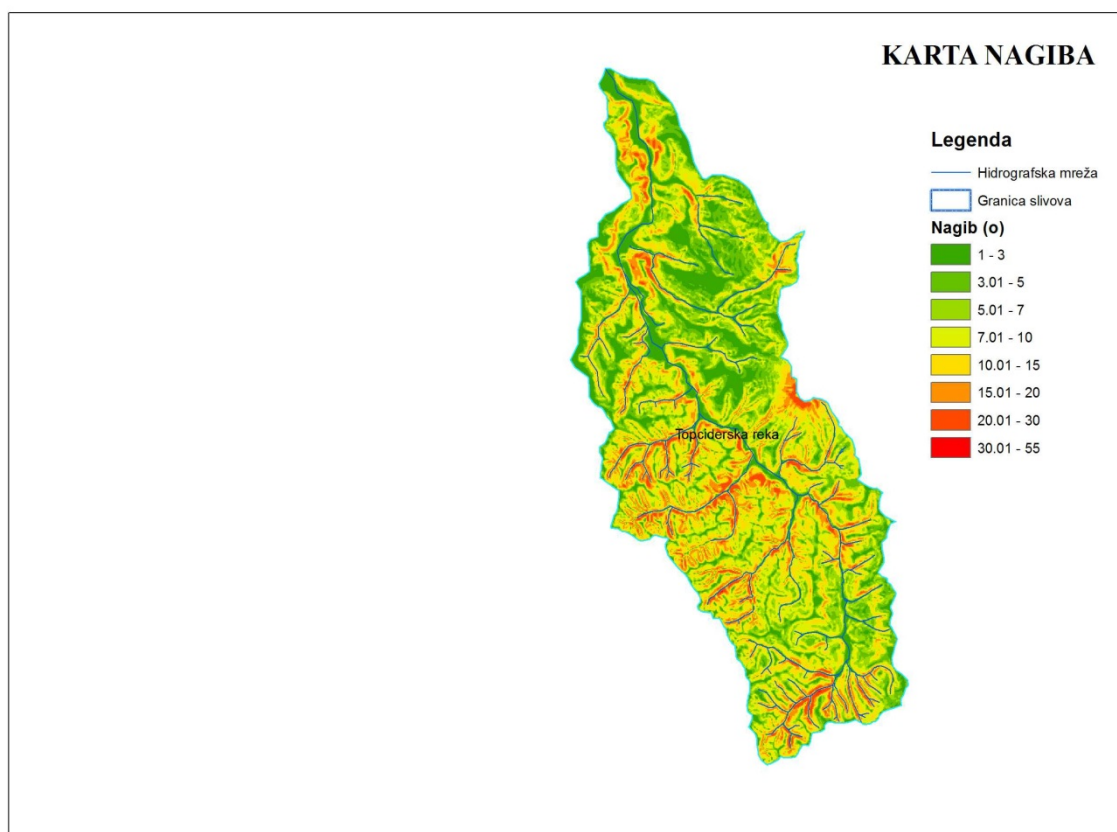 KARTA NAGIBA
Legenda
Hidrografska mreža
Granica slivova
Nagib (o)
1 - 3
3.01 - 5
5.01 - 7
7.01 - 10
10.01 - 15
15.01 - 20
20.01 - 30
30.01 - 55
Topciderska reka